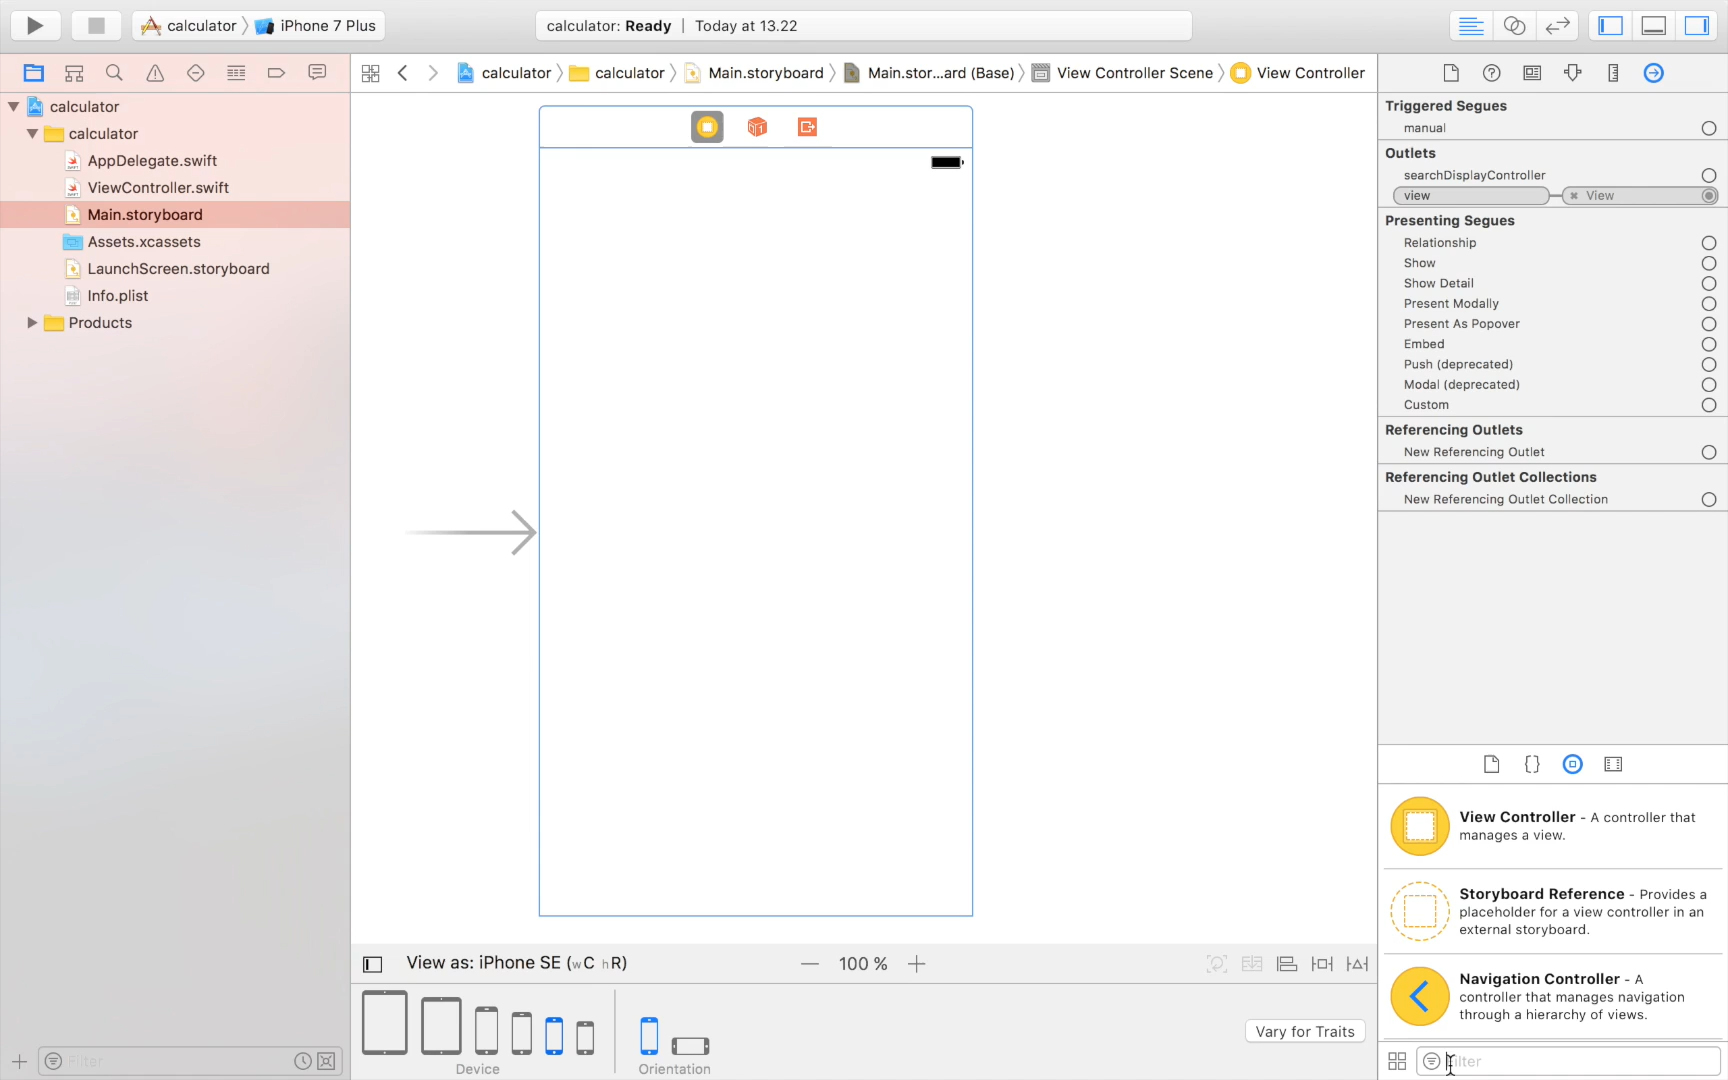 calculator
iPhone 7 Plus
calculator: Ready | Today at 13.22
calculator
calculator
Main.storyboard
Main.stor...ard (Base)
View Controller Scene
View Controller
calculator
calculator
AppDelegate.swift
ViewController.swift
Main.storyboard
Assets.xcassets
LaunchScreen.storyboard
Info.plist
Products
Filter
View as: iPhone SE (wC hR)
100 %
Device
Orientation
Vary for Traits
Triggered Segues
manual
Outlets
searchDisplayController
view
View
Presenting Segues
Relationship
Show
Show Detail
Present Modally
Present As Popover
Embed
Push (deprecated)
Modal (deprecated)
Custom
Referencing Outlets
New Referencing Outlet
Referencing Outlet Collections
New Referencing Outlet Collection
View Controller - A controller that
manages a view.
Storyboard Reference - Provides a
placeholder for a view controller in an
external storyboard.
Navigation Controller - A
controller that manages navigation
through a hierarchy of views.
Filter